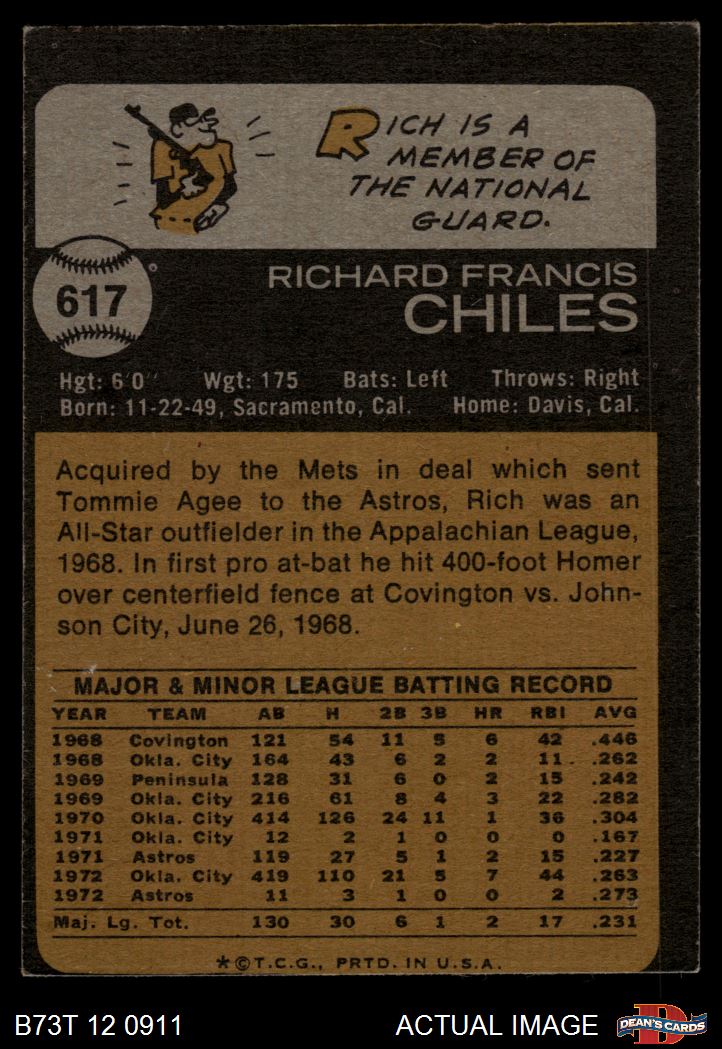 RICH IS A
MEMBER OF
THE NATIONAL
GUARD.
617
RICHARD FRANCIS
CHILES
Hgt: 6'0" Wgt: 175 Bats: Left Throws: Right
Born: 11-22-49, Sacramento, Cal. Home: Davis, Cal.
Acquired by the Mets in deal which sent
Tommie Agee to the Astros, Rich was an
All-Star outfielder in the Appalachian League,
1968. In first pro at-bat he hit 400-foot Homer
over centerfield fence at Covington vs. John-
son City, June 26, 1968.
MAJOR & MINOR LEAGUE BATTING RECORD
YEAR TEAM AB H 2B 3B HR RBI AVG
1968 Covington 121 54 11 5 6 42 .446
1968 Okla. City 164 43 6 2 2 11 .262
1969 Peninsula 128 31 6 0 2 15 .242
1969 Okla. City 216 61 8 4 3 22 .282
1970 Okla. City 414 126 24 11 1 36 .304
1971 Okla. City 12 2 1 0 0 0 .167
1971 Astros 119 27 5 1 2 15 .227
1972 Okla. City 419 110 21 5 7 44 .263
1972 Astros 11 3 1 0 0 2 .273
Maj. Lg. Tot. 130 30 6 1 2 17 .231
*©T.C.G., PRTD. IN U.S.A.
B73T 12 0911 ACTUAL IMAGE DEAN'S CARDS